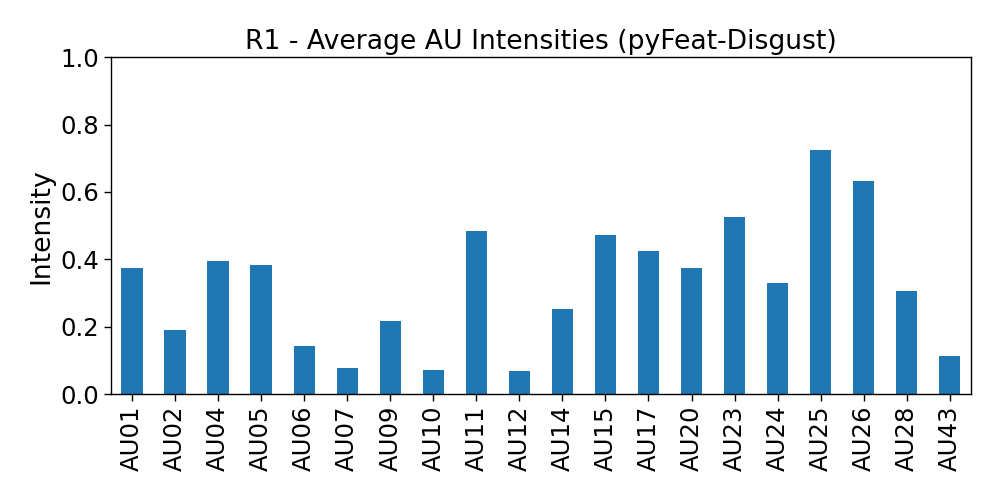 R1 - Average AU Intensities (pyFeat-Disgust)
Intensity
1.0
0.8
0.6
0.4
0.2
0.0
AU01
AU02
AU04
AU05
AU06
AU07
AU09
AU10
AU11
AU12
AU14
AU15
AU17
AU20
AU23
AU24
AU25
AU26
AU28
AU43